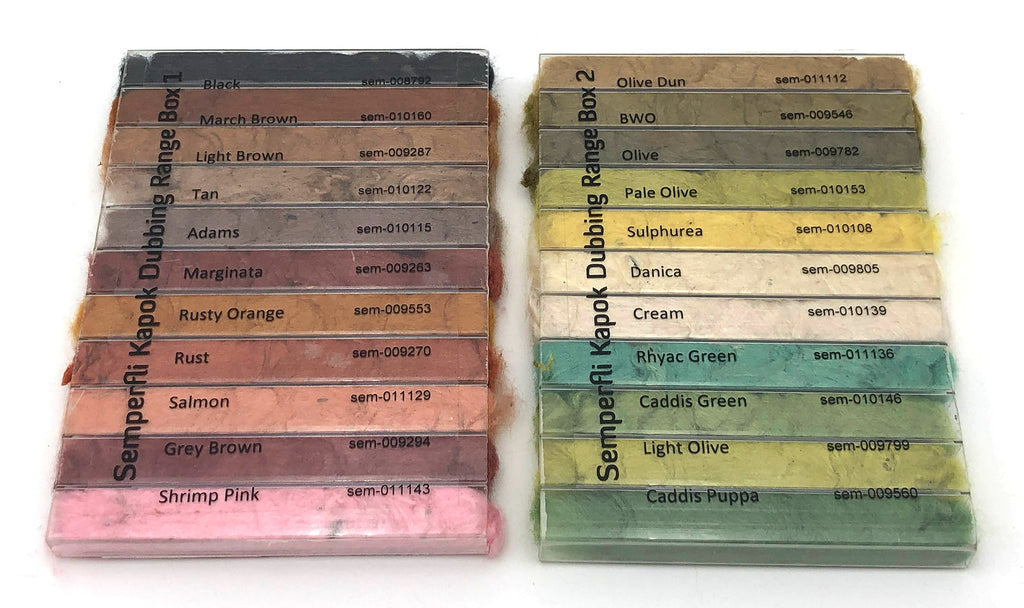 Semperfli Kapok Dubbing Range Box 1
Black sem-008792
March Brown sem-010160
Light Brown sem-009287
Tan sem-010122
Adams sem-010115
Marginata sem-009263
Rusty Orange sem-009553
Rust sem-009270
Salmon sem-011129
Grey Brown sem-009294
Shrimp Pink sem-011143
Semperfli Kapok Dubbing Range Box 2
Olive Dun sem-011112
BWO sem-009546
Olive sem-009782
Pale Olive sem-010153
Sulphurea sem-010108
Danica sem-009805
Cream sem-010139
Rhyac Green sem-011136
Caddis Green sem-010146
Light Olive sem-009799
Caddis Puppa sem-009560